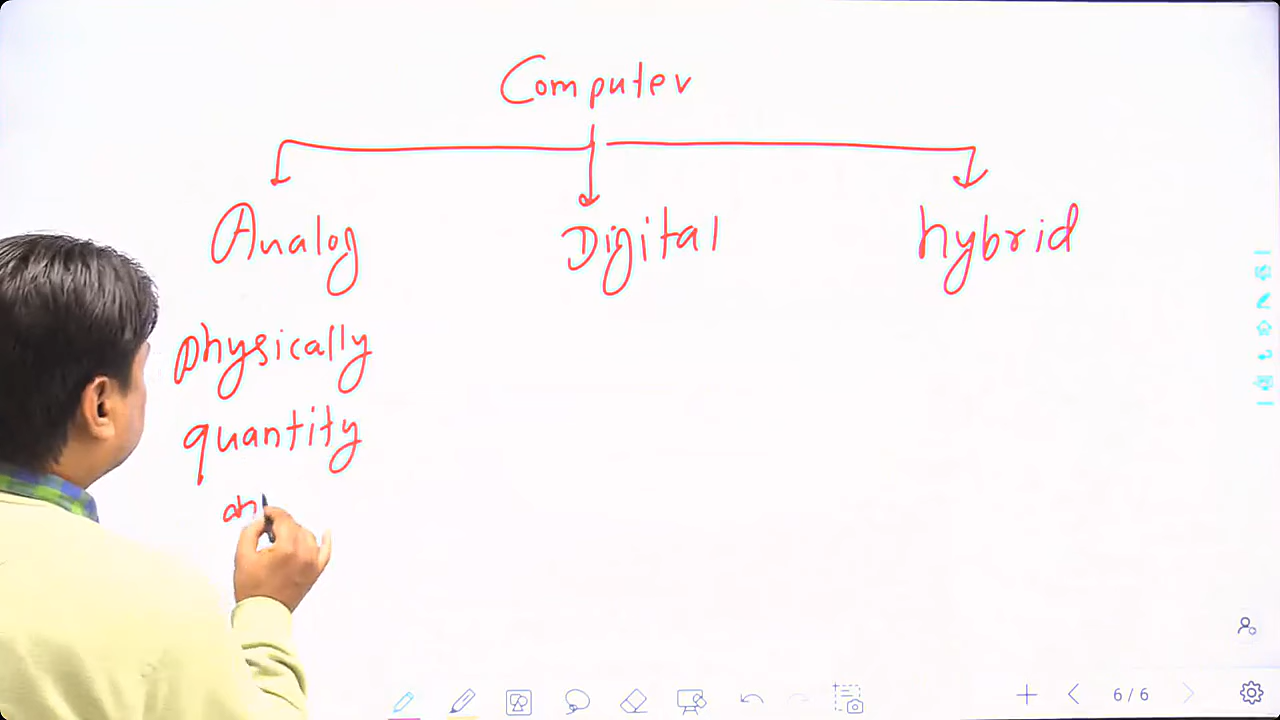 Computer
Analog Digital hybrid
physically
quantity
6 / 6